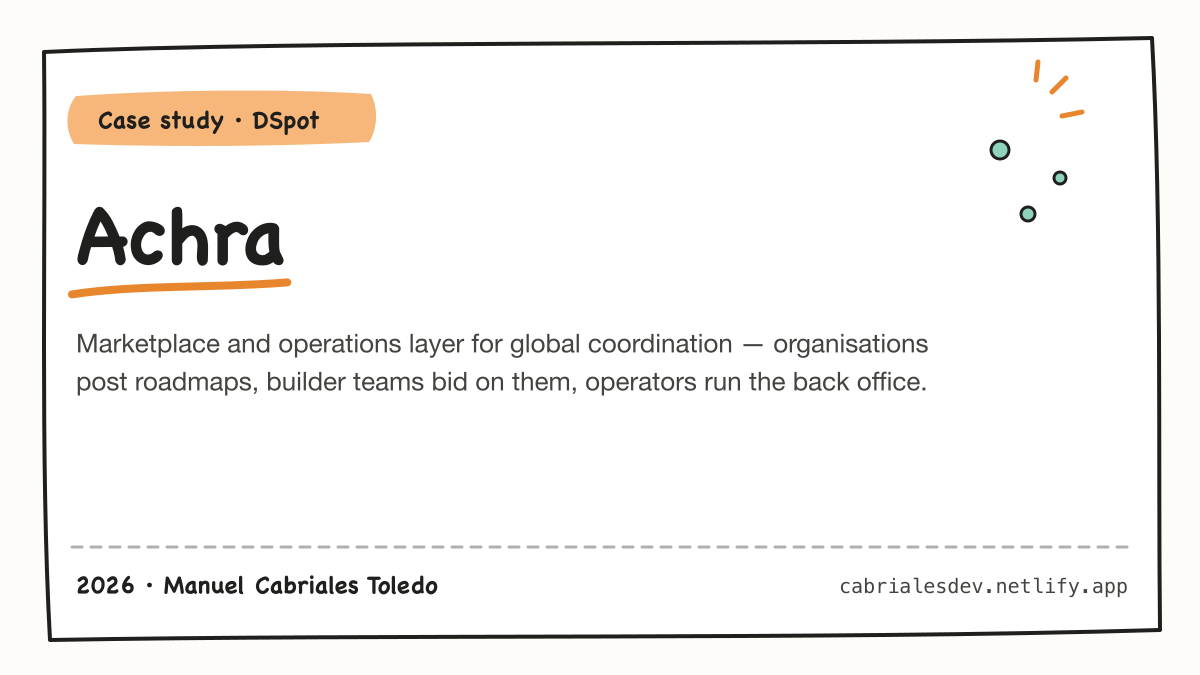 Case study · DSpot
Achra
Marketplace and operations layer for global coordination — organisations
post roadmaps, builder teams bid on them, operators run the back office.
2026 · Manuel Cabriales Toledo
cabrialesdev.netlify.app